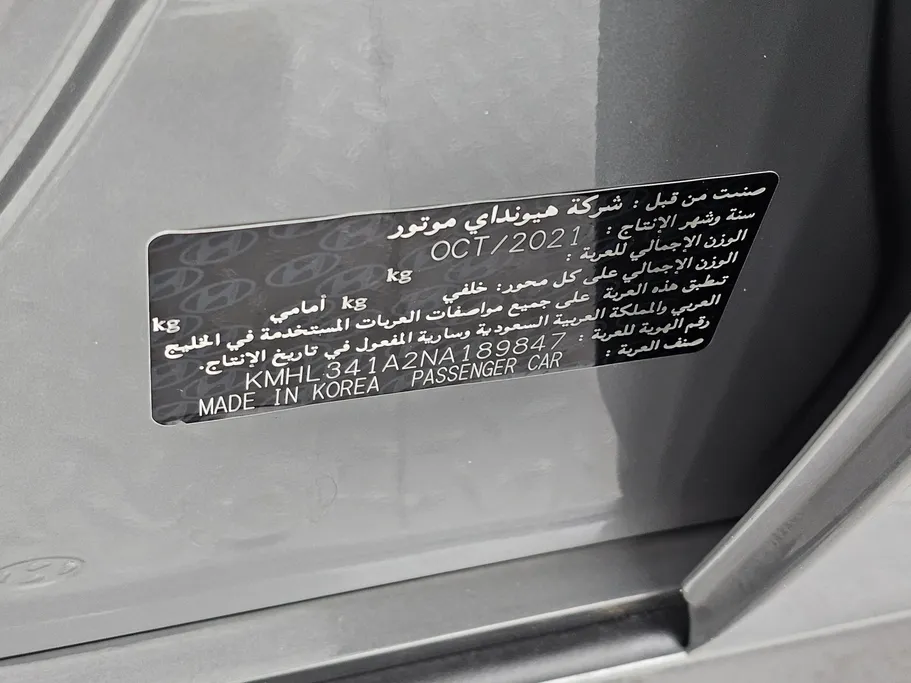 صنعت من قبل : شركة هيونداي موتور
سنة وشهر الإنتاج : OCT/2021
الوزن الإجمالي للعربة : kg
الوزن الإجمالي على كل محور: خلفي kg أمامي kg
تطبق هذه العربة على جميع مواصفات العربات المستخدمة في الخليج
العربي والمملكة العربية السعودية وسارية المفعول في تاريخ الإنتاج.
رقم الهوية للعربة : KMHL341A2NA189847
صنف العربة : PASSENGER CAR MADE IN KOREA